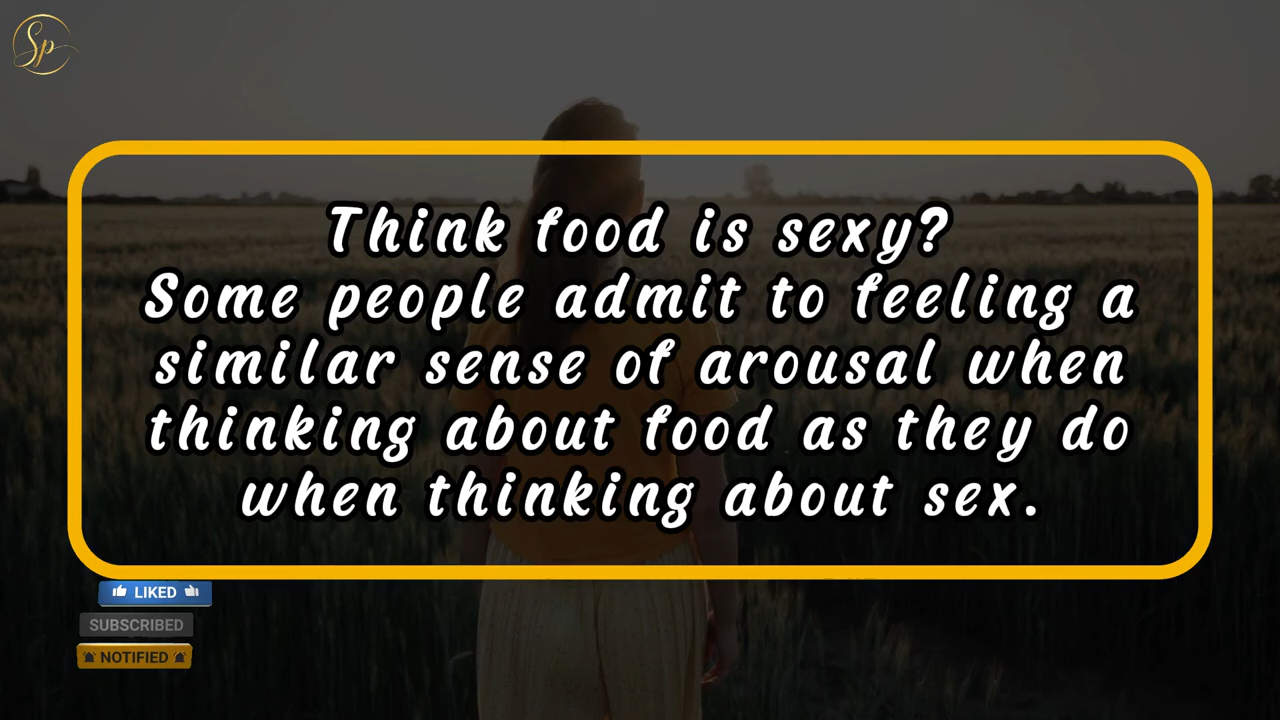 Sp
Think food is sexy?
Some people admit to feeling a
similar sense of arousal when
thinking about food as they do
when thinking about sex.
LIKED
SUBSCRIBED
NOTIFIED